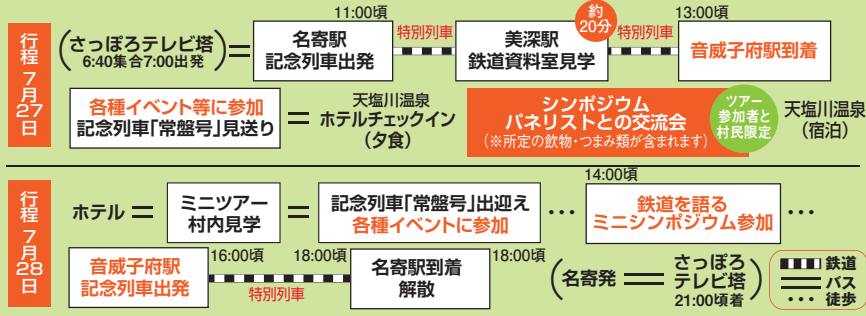 行程 7月27日
11:00頃
約20分
13:00頃
(さっぽろテレビ塔)
6:40集合7:00出発
名寄駅
記念列車出発
特別列車
美深駅
鉄道資料室見学
特別列車
音威子府駅到着
各種イベント等に参加
記念列車「常盤号」見送り
天塩川温泉
ホテルチェックイン
(夕食)
シンポジウム
パネリストとの交流会
(※所定の飲物・つまみ類が含まれます)
ツアー
参加者と
村民限定
天塩川温泉
(宿泊)
行程 7月28日
14:00頃
ホテル
ミニツアー
村内見学
記念列車「常盤号」出迎え
各種イベントに参加
…
鉄道を語る
ミニシンポジウム参加
…
音威子府駅
記念列車出発
16:00頃
特別列車
18:00頃
名寄駅到着
解散
18:00頃
(名寄発
さっぽろ
テレビ塔)
21:00頃着
鉄道
バス
… 徒歩